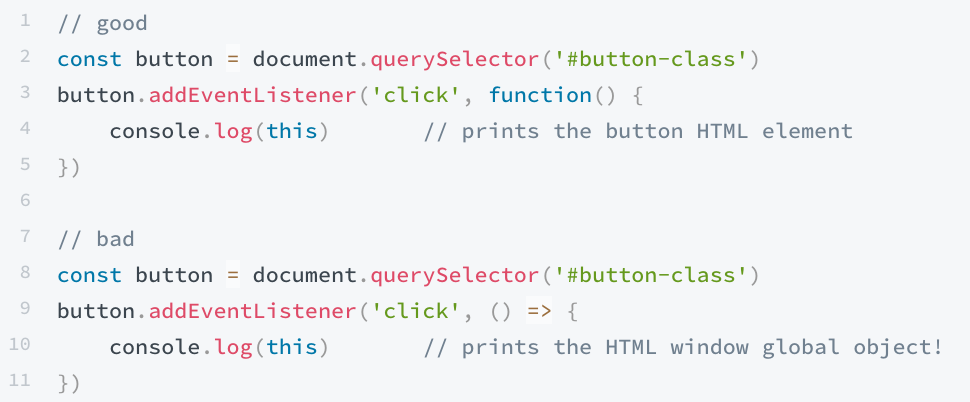 1 // good
2 const button = document.querySelector('#button-class')
3 button.addEventListener('click', function() {
4     console.log(this)       // prints the button HTML element
5 })
6
7 // bad
8 const button = document.querySelector('#button-class')
9 button.addEventListener('click', () => {
10     console.log(this)       // prints the HTML window global object!
11 })